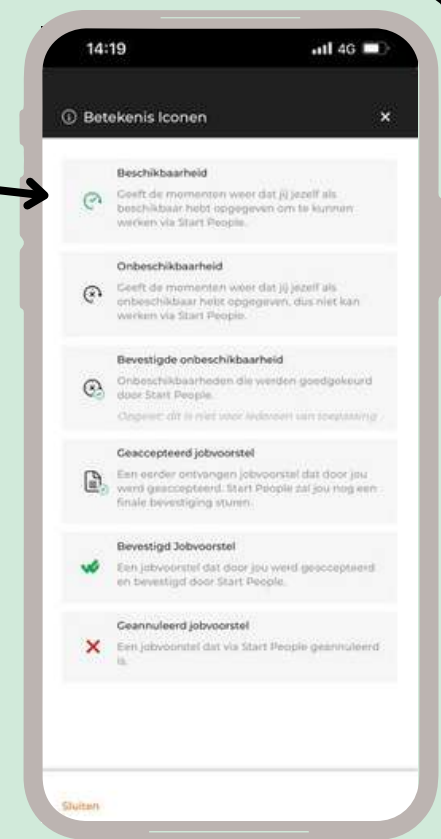 14:19
4G
Betekenis Iconen
Beschikbaarheid
Geeft de momenten weer dat jij jezelf als
beschikbaar hebt opgegeven om te kunnen
werken via Start People.
Onbeschikbaarheid
Geeft de momenten weer dat jij jezelf als
onbeschikbaar hebt opgegeven, dus niet kan
werken via Start People.
Bevestigde onbeschikbaarheid
Onbeschikbaarheden die werden goedgekeurd
door Start People.
Opgelet: dit is niet voor iedereen van toepassing
Geaccepteerd jobvoorstel
Een eerder ontvangen jobvoorstel dat door jou
werd geaccepteerd. Start People zal jou nog een
finale bevestiging sturen.
Bevestigd Jobvoorstel
Een jobvoorstel dat door jou werd geaccepteerd
en bevestigd door Start People.
Geannuleerd jobvoorstel
Een jobvoorstel dat via Start People geannuleerd
is.
Sluiten